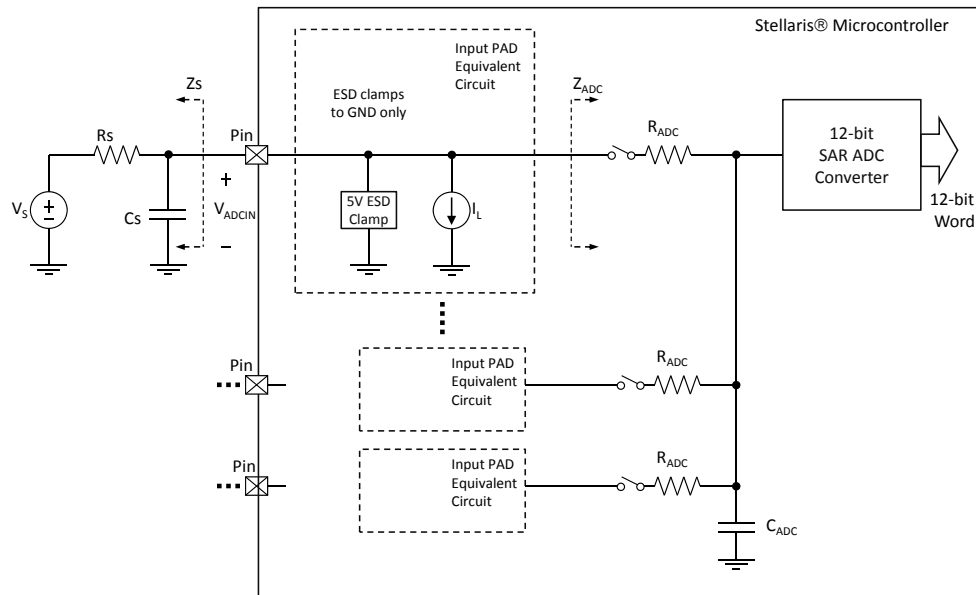 Stellaris® Microcontroller
Input PAD
Equivalent
Circuit
ESD clamps
to GND only
Zs
Z_ADC
Rs
Pin
R_ADC
12-bit
SAR ADC
Converter
12-bit
Word
V_S
+
−
Cs
+
V_ADCIN
−
5V ESD
Clamp
I_L
Pin
Input PAD
Equivalent
Circuit
R_ADC
Pin
Input PAD
Equivalent
Circuit
R_ADC
C_ADC